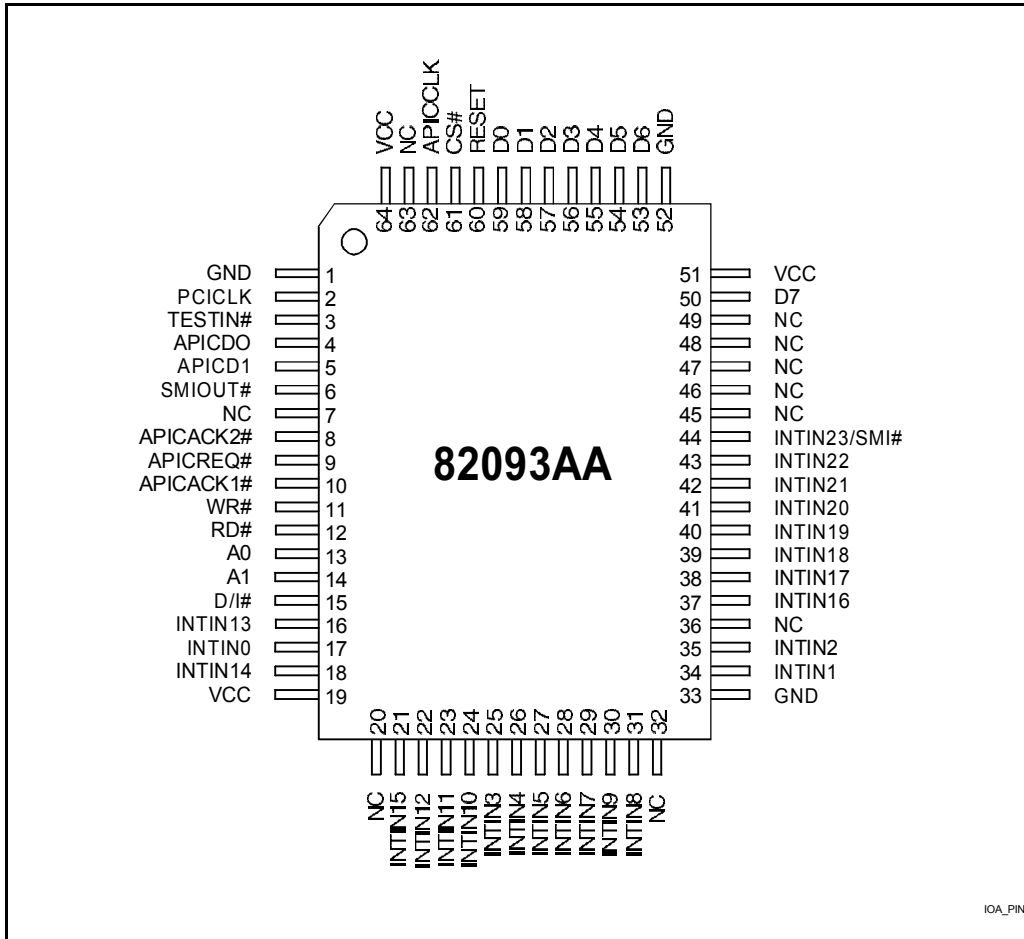 VCC
NC
APICCLK
CS#
RESET
D0
D1
D2
D3
D4
D5
D6
GND
64
63
62
61
60
59
58
57
56
55
54
53
52
GND 1
PCICLK 2
TESTIN# 3
APICDO 4
APICD1 5
SMIOUT# 6
NC 7
APICACK2# 8
APICREQ# 9
APICACK1# 10
WR# 11
RD# 12
A0 13
A1 14
D/I# 15
INTIN13 16
INTIN0 17
INTIN14 18
VCC 19
82093AA
51 VCC
50 D7
49 NC
48 NC
47 NC
46 NC
45 NC
44 INTIN23/SMI#
43 INTIN22
42 INTIN21
41 INTIN20
40 INTIN19
39 INTIN18
38 INTIN17
37 INTIN16
36 NC
35 INTIN2
34 INTIN1
33 GND
20
21
22
23
24
25
26
27
28
29
30
31
32
NC
INTIN15
INTIN12
INTIN11
INTIN10
INTIN3
INTIN4
INTIN5
INTIN6
INTIN7
INTIN9
INTIN8
NC
IOA_PIN